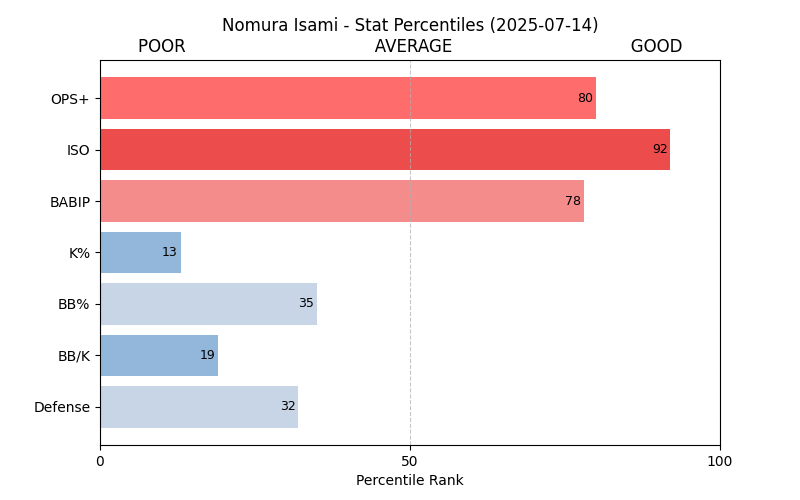 Nomura Isami - Stat Percentiles (2025-07-14)
POOR AVERAGE GOOD
OPS+ 80
ISO 92
BABIP 78
K% 13
BB% 35
BB/K 19
Defense 32
0 50 100
Percentile Rank